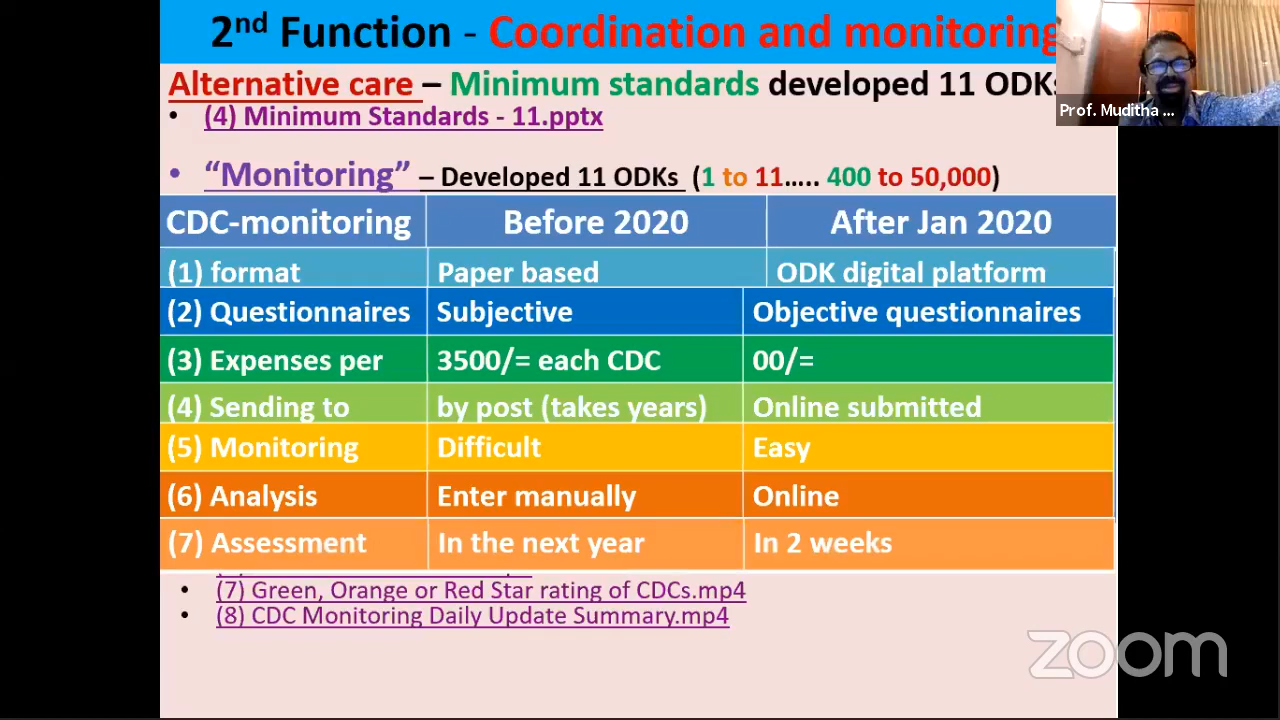 2nd Function - Coordination and monitoring
Alternative care – Minimum standards developed 11 ODKs
Prof. Muditha ...
• (4) Minimum Standards - 11.pptx
• “Monitoring” – Developed 11 ODKs (1 to 11….. 400 to 50,000)
CDC-monitoring Before 2020 After Jan 2020
(1) format Paper based ODK digital platform
(2) Questionnaires Subjective Objective questionnaires
(3) Expenses per 3500/= each CDC 00/=
(4) Sending to by post (takes years) Online submitted
(5) Monitoring Difficult Easy
(6) Analysis Enter manually Online
(7) Assessment In the next year In 2 weeks
• (7) Green, Orange or Red Star rating of CDCs.mp4
• (8) CDC Monitoring Daily Update Summary.mp4
zoom